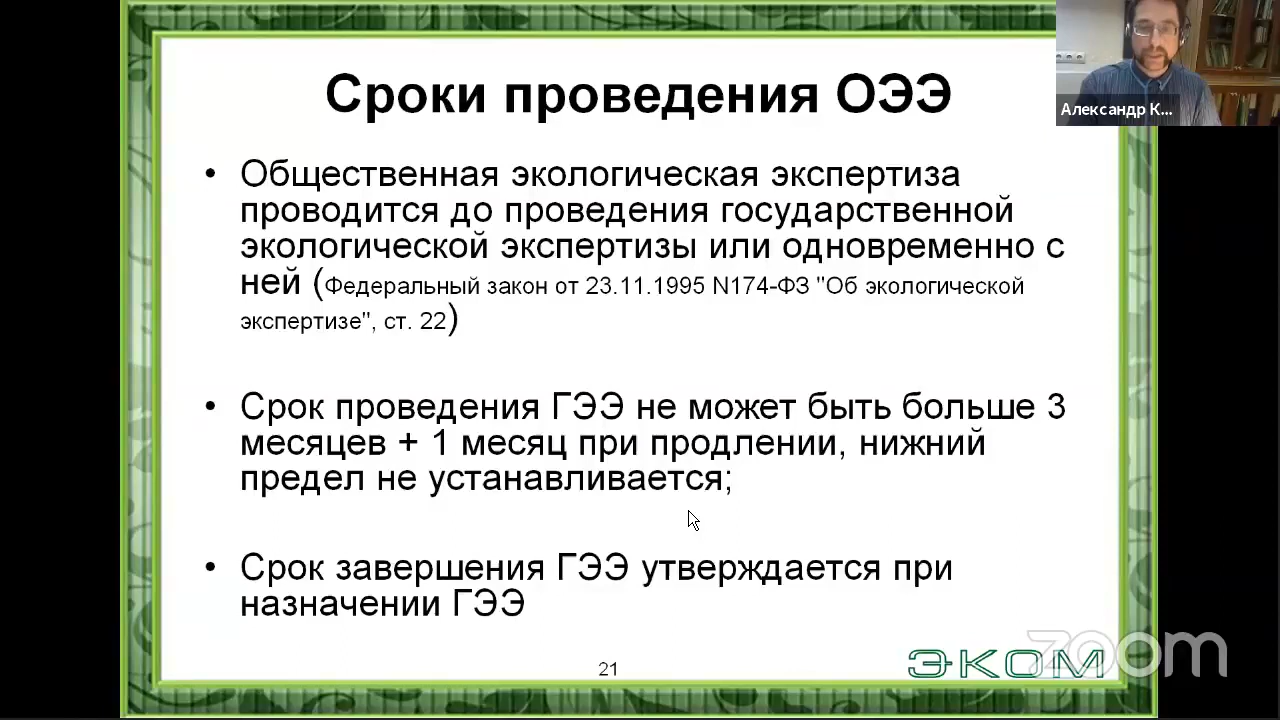 Сроки проведения ОЭЭ
Александр К...
• Общественная экологическая экспертиза
проводится до проведения государственной
экологической экспертизы или одновременно с
ней (Федеральный закон от 23.11.1995 N174-ФЗ "Об экологической
экспертизе", ст. 22)
• Срок проведения ГЭЭ не может быть больше 3
месяцев + 1 месяц при продлении, нижний
предел не устанавливается;
• Срок завершения ГЭЭ утверждается при
назначении ГЭЭ
21
ЭКОМ
zoom